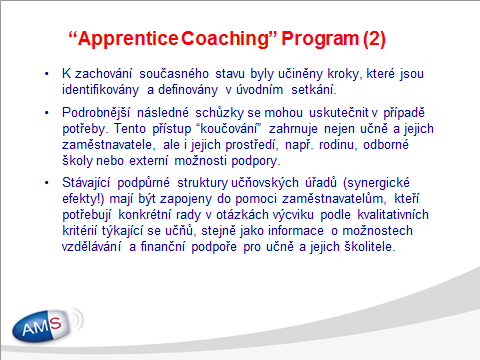 “Apprentice Coaching” Program (2)
• K zachování současného stavu byly učiněny kroky, které jsou
identifikovány a definovány v úvodním setkání.
• Podrobnější následné schůzky se mohou uskutečnit v případě
potřeby. Tento přístup “koučování” zahrnuje nejen učně a jejich
zaměstnavatele, ale i jejich prostředí, např. rodinu, odborné
školy nebo externí možnosti podpory.
• Stávající podpůrné struktury učňovských úřadů (synergické
efekty!) mají být zapojeny do pomoci zaměstnavatelům, kteří
potřebují konkrétní rady v otázkách výcviku podle kvalitativních
kritérií týkající se učňů, stejně jako informace o možnostech
vzdělávání a finanční podpoře pro učně a jejich školitele.
AMS